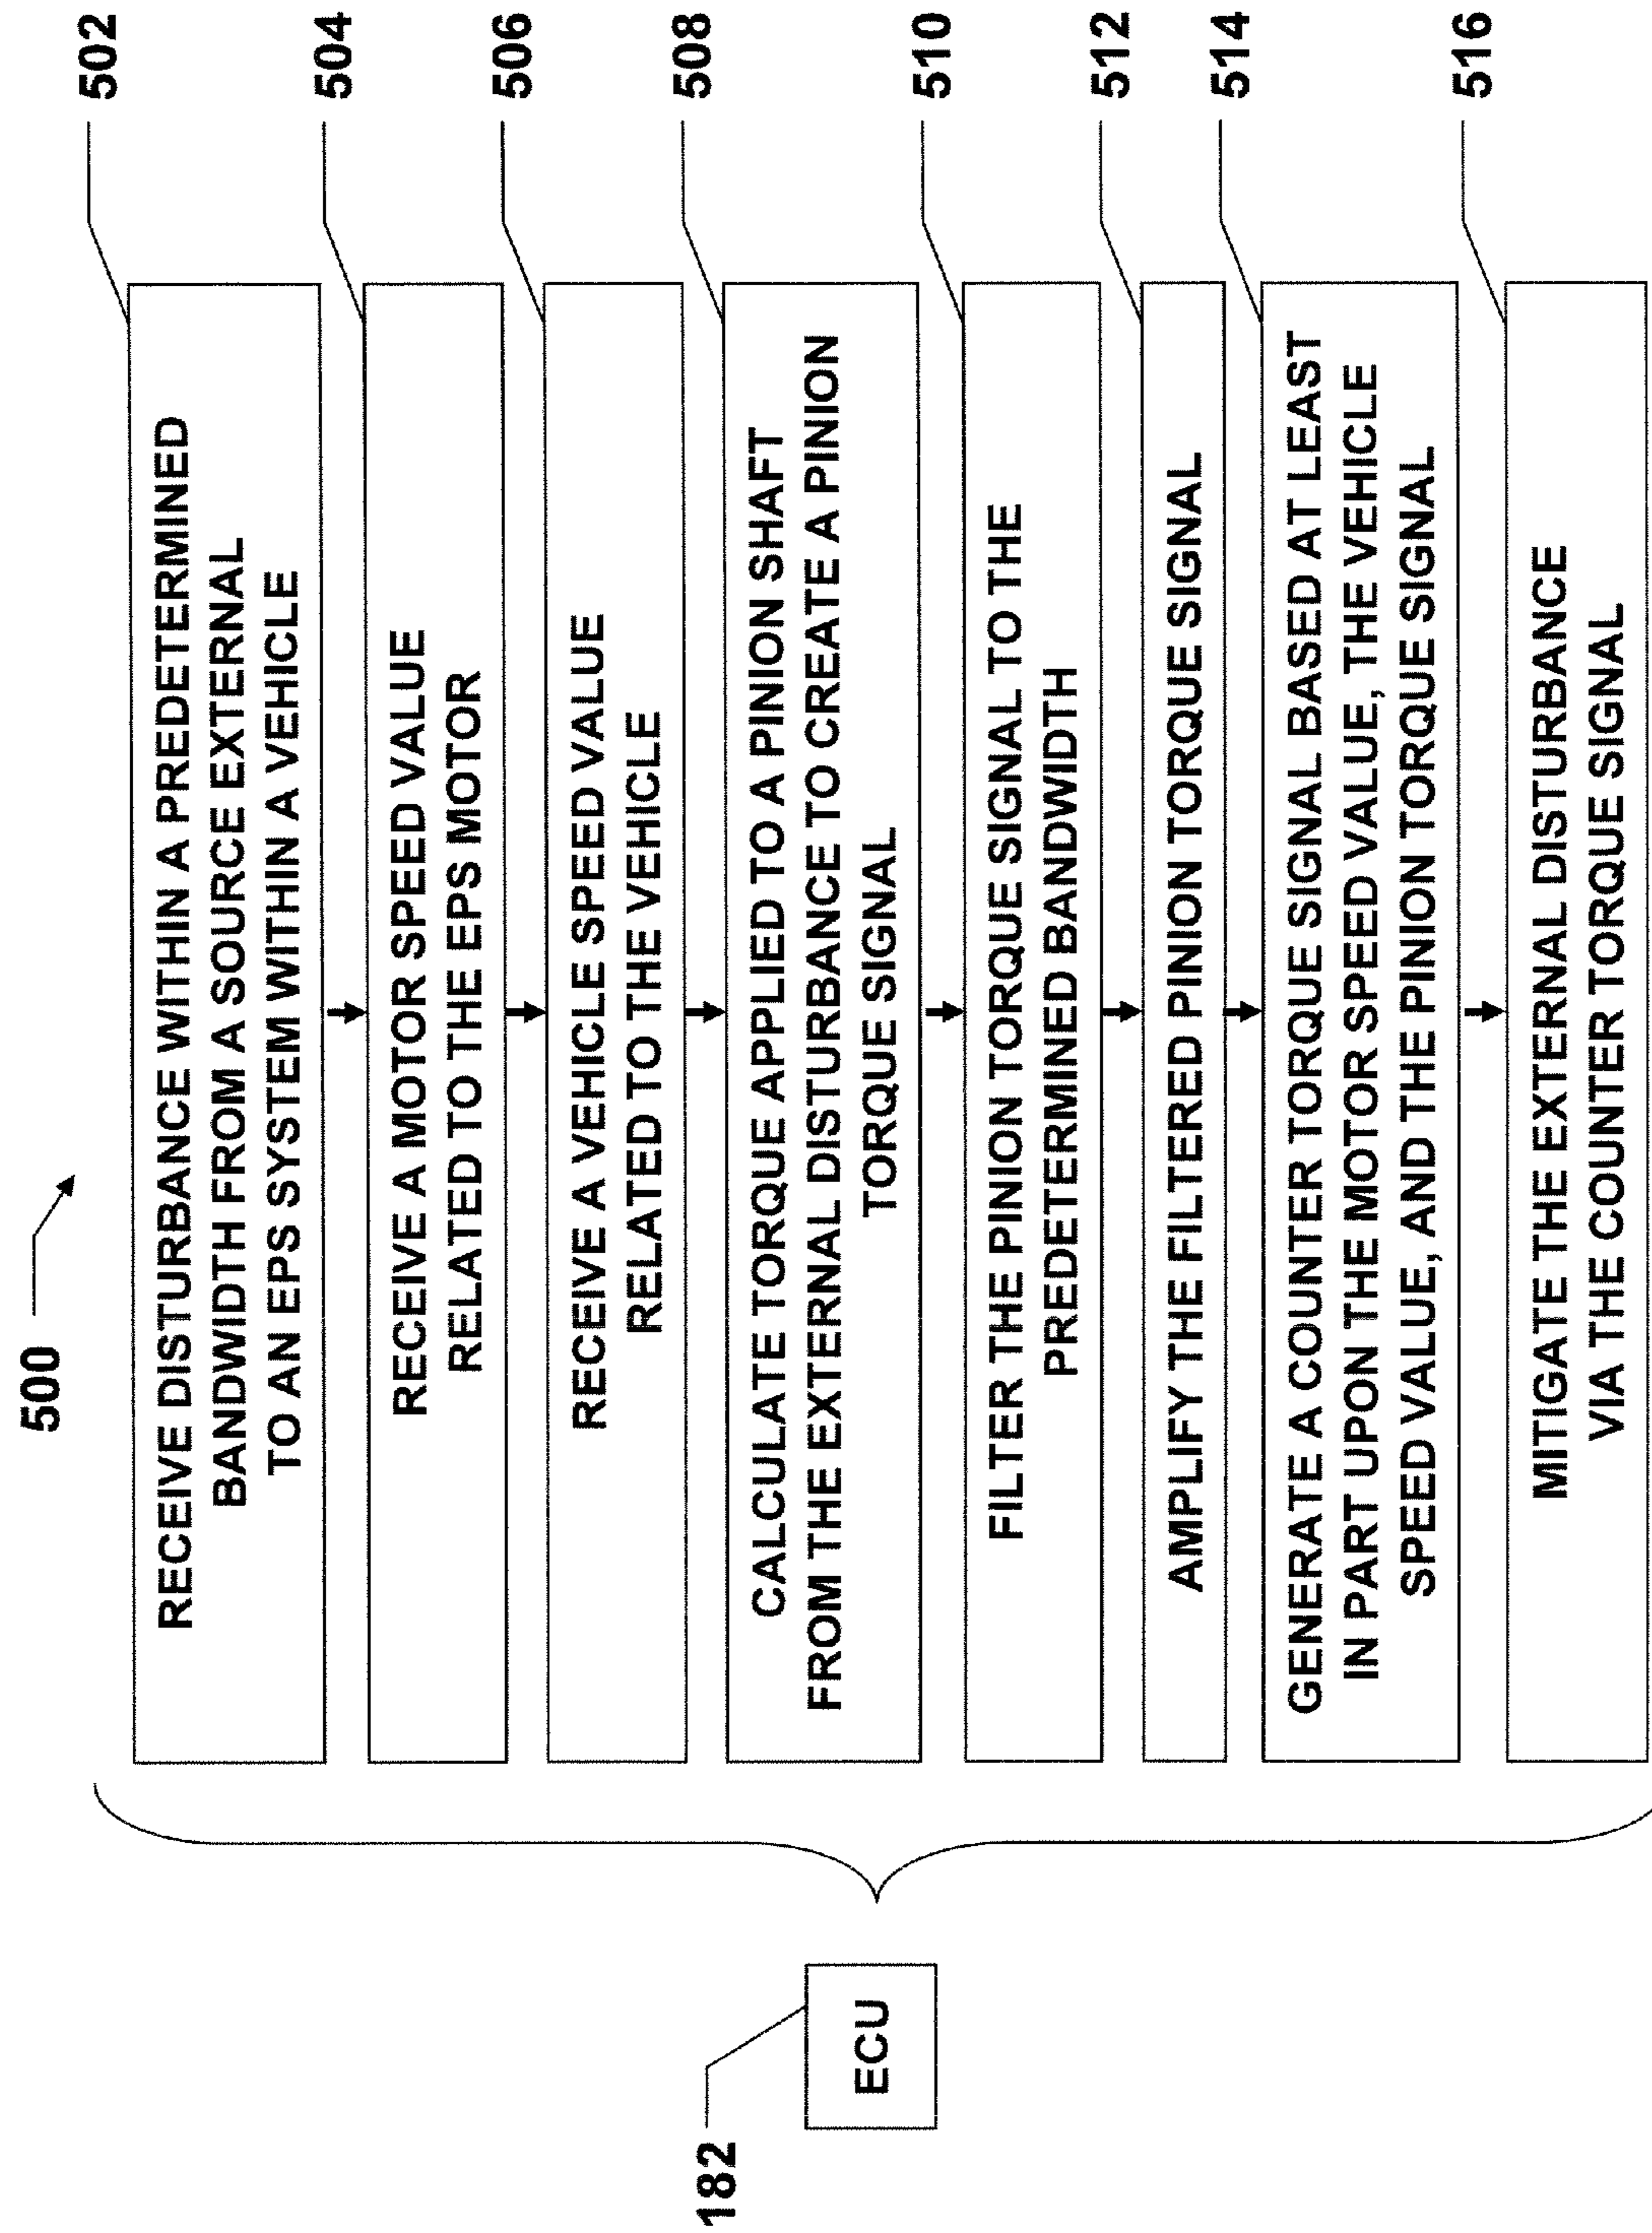 500
502
RECEIVE DISTURBANCE WITHIN A PREDETERMINED
BANDWIDTH FROM A SOURCE EXTERNAL
TO AN EPS SYSTEM WITHIN A VEHICLE
504
RECEIVE A MOTOR SPEED VALUE
RELATED TO THE EPS MOTOR
506
RECEIVE A VEHICLE SPEED VALUE
RELATED TO THE VEHICLE
508
CALCULATE TORQUE APPLIED TO A PINION SHAFT
FROM THE EXTERNAL DISTURBANCE TO CREATE A PINION
TORQUE SIGNAL
510
FILTER THE PINION TORQUE SIGNAL TO THE
PREDETERMINED BANDWIDTH
512
AMPLIFY THE FILTERED PINION TORQUE SIGNAL
514
GENERATE A COUNTER TORQUE SIGNAL BASED AT LEAST
IN PART UPON THE MOTOR SPEED VALUE, THE VEHICLE
SPEED VALUE, AND THE PINION TORQUE SIGNAL
516
MITIGATE THE EXTERNAL DISTURBANCE
VIA THE COUNTER TORQUE SIGNAL
182
ECU